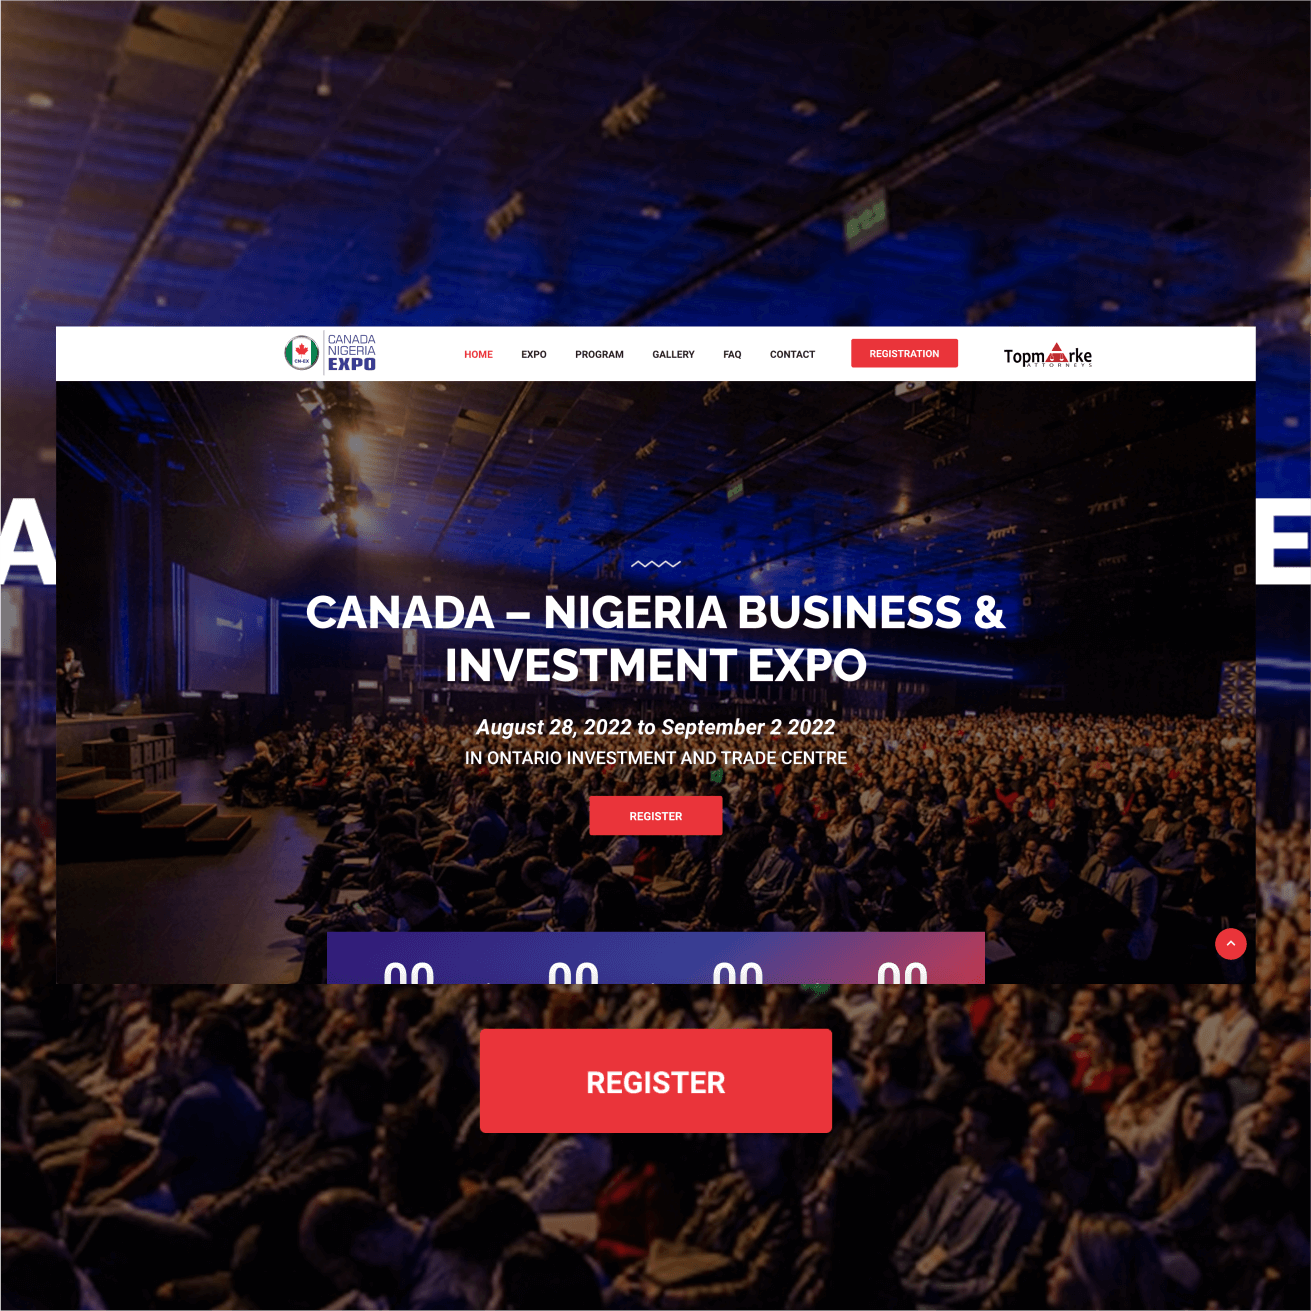 CANADA
NIGERIA
EXPO
CN-EX
HOME
EXPO
PROGRAM
GALLERY
FAQ
CONTACT
REGISTRATION
Topmarke
ATTORNEYS
A
E
CANADA – NIGERIA BUSINESS &
INVESTMENT EXPO
August 28, 2022 to September 2 2022
IN ONTARIO INVESTMENT AND TRADE CENTRE
REGISTER
00
00
00
00
REGISTER